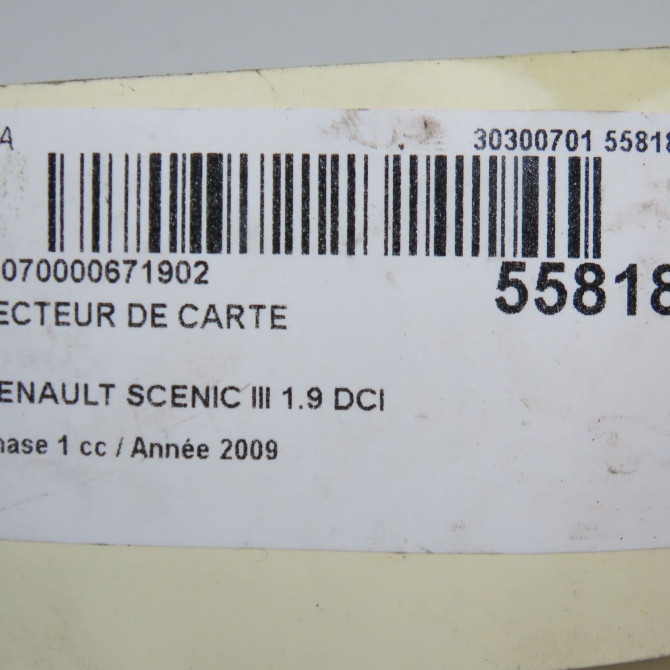 A 30300701 55818
070000671902
55818
ECTEUR DE CARTE
ENAULT SCENIC III 1.9 DCI
hase 1 cc / Année 2009